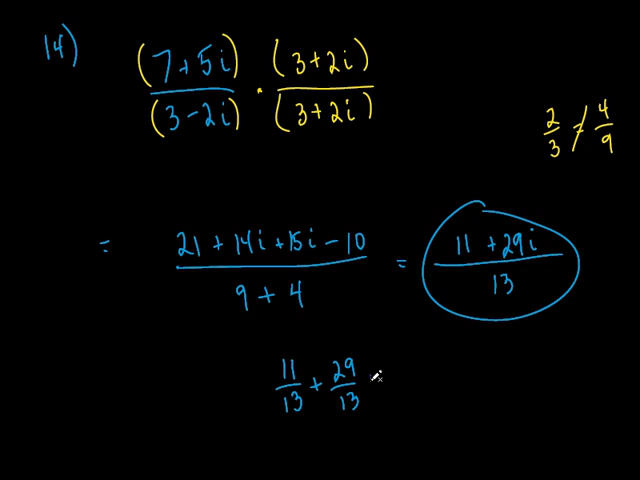 14)
(7+5i)/(3-2i) · (3+2i)/(3+2i)
2/3 ≠ 4/9
= (21+14i+15i-10)/(9+4) = (11+29i)/13
11/13 + 29/13